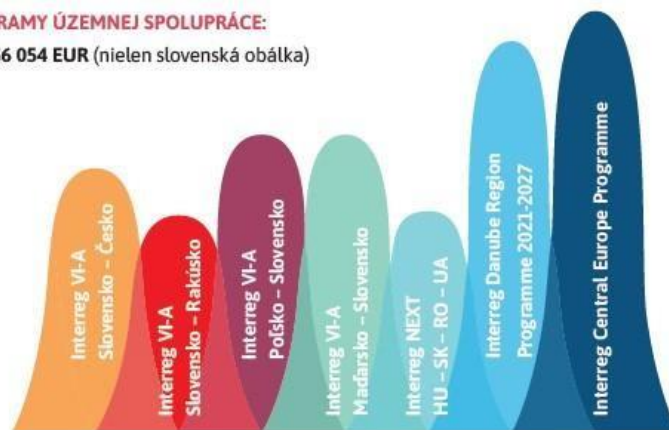 RAMY ÚZEMNEJ SPOLUPRÁCE:
6 054 EUR (nielen slovenská obálka)
Interreg VI-A
Slovensko – Česko
Interreg VI-A
Slovensko – Rakúsko
Interreg VI-A
Poľsko – Slovensko
Interreg VI-A
Maďarsko – Slovensko
Interreg NEXT
HU – SK – RO – UA
Interreg Danube Region
Programme 2021-2027
Interreg Central Europe Programme